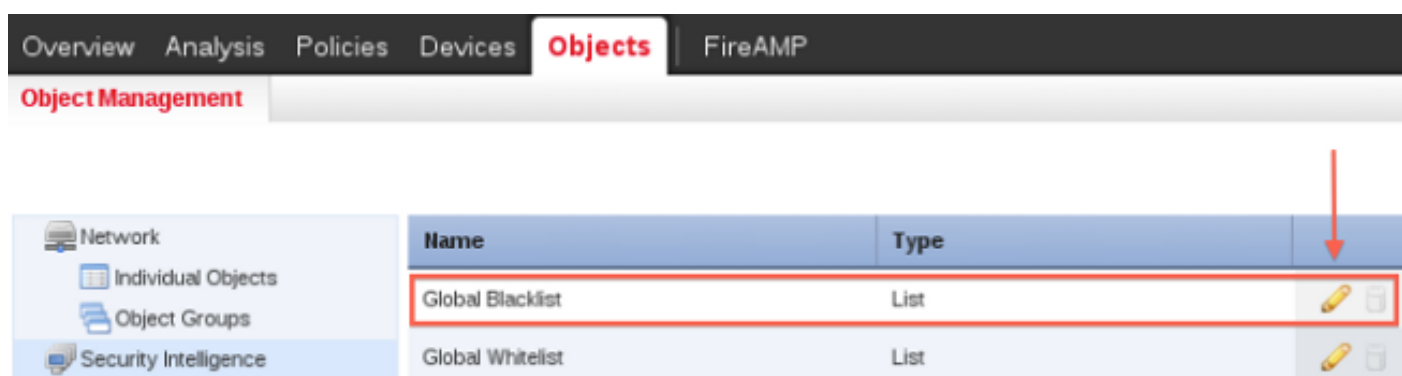 Overview Analysis Policies Devices Objects FireAMP
Object Management
Network
Individual Objects
Object Groups
Security Intelligence
Name Type
Global Blacklist List
Global Whitelist List